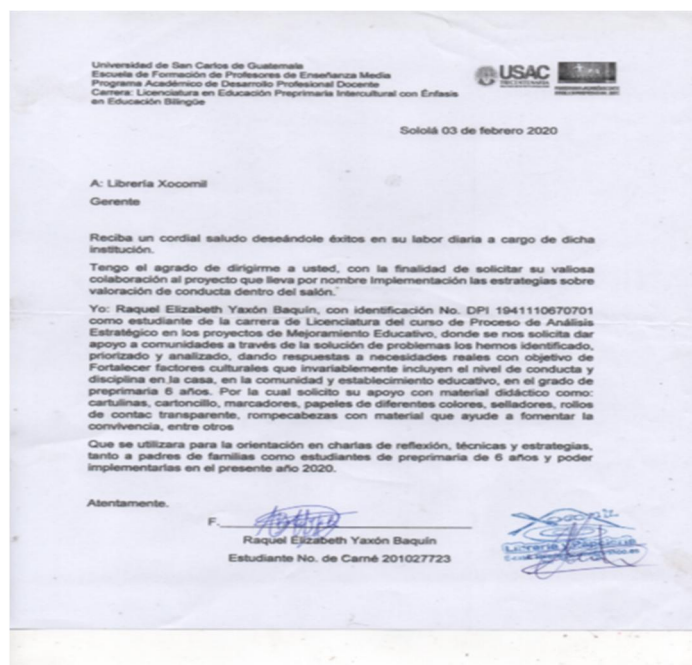 Universidad de San Carlos de Guatemala
Escuela de Formación de Profesores de Enseñanza Media
Programa Académico de Desarrollo Profesional Docente
Carrera: Licenciatura en Educación Preprimaria Intercultural con Énfasis
en Educación Bilingüe
USAC
Sololá 03 de febrero 2020
A: Librería Xocomil
Gerente
Reciba un cordial saludo deseándole éxitos en su labor diaria a cargo de dicha
institución.
Tengo el agrado de dirigirme a usted, con la finalidad de solicitar su valiosa
colaboración al proyecto que lleva por nombre Implementación las estrategias sobre
valoración de conducta dentro del salón.
Yo: Raquel Elizabeth Yaxón Baquín, con identificación No. DPI 1941110670701
como estudiante de la carrera de Licenciatura del curso de Proceso de Análisis
Estratégico en los proyectos de Mejoramiento Educativo, donde se nos solicita dar
apoyo a comunidades a través de la solución de problemas los hemos identificado,
priorizado y analizado, dando respuestas a necesidades reales con objetivo de
Fortalecer factores culturales que invariablemente incluyen el nivel de conducta y
disciplina en la casa, en la comunidad y establecimiento educativo, en el grado de
preprimaria 6 años. Por la cual solicito su apoyo con material didáctico como:
cartulinas, cartoncillo, marcadores, papeles de diferentes colores, selladores, rollos
de contac transparente, rompecabezas con material que ayude a fomentar la
convivencia, entre otros
Que se utilizara para la orientación en charlas de reflexión, técnicas y estrategias,
tanto a padres de familias como estudiantes de preprimaria de 6 años y poder
implementarlas en el presente año 2020.
Atentamente.
F.
Raquel Elizabeth Yaxón Baquín
Estudiante No. de Carné 201027723